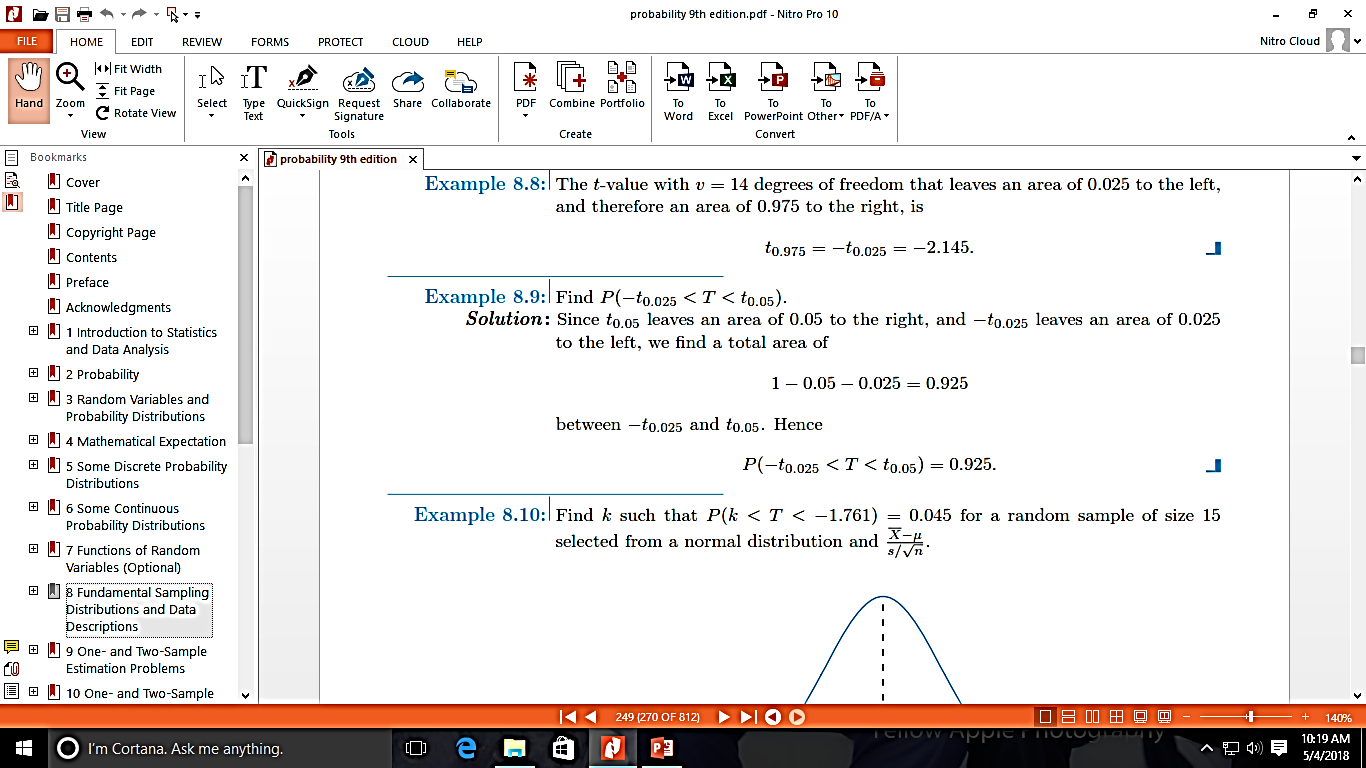 probability 9th edition.pdf - Nitro Pro 10
FILE HOME EDIT REVIEW FORMS PROTECT CLOUD HELP
Nitro Cloud
Hand
Zoom
Fit Width
Fit Page
Rotate View
View
Select
Type Text
QuickSign
Request Signature
Share
Collaborate
Tools
PDF
Combine
Portfolio
Create
To Word
To Excel
To PowerPoint
To Other
To PDF/A
Convert
Bookmarks
probability 9th edition
Cover
Title Page
Copyright Page
Contents
Preface
Acknowledgments
1 Introduction to Statistics
and Data Analysis
2 Probability
3 Random Variables and
Probability Distributions
4 Mathematical Expectation
5 Some Discrete Probability
Distributions
6 Some Continuous
Probability Distributions
7 Functions of Random
Variables (Optional)
8 Fundamental Sampling
Distributions and Data
Descriptions
9 One- and Two-Sample
Estimation Problems
10 One- and Two-Sample
Example 8.8: The t-value with v = 14 degrees of freedom that leaves an area of 0.025 to the left,
and therefore an area of 0.975 to the right, is
t0.975 = −t0.025 = −2.145.
Example 8.9: Find P(−t0.025 < T < t0.05).
Solution: Since t0.05 leaves an area of 0.05 to the right, and −t0.025 leaves an area of 0.025
to the left, we find a total area of
1 − 0.05 − 0.025 = 0.925
between −t0.025 and t0.05. Hence
P(−t0.025 < T < t0.05) = 0.925.
Example 8.10: Find k such that P(k < T < −1.761) = 0.045 for a random sample of size 15
selected from a normal distribution and X̅−μ / s/√n.
249 (270 OF 812)
140%
Yellow Apple Photography
I'm Cortana. Ask me anything.
10:19 AM
5/4/2018